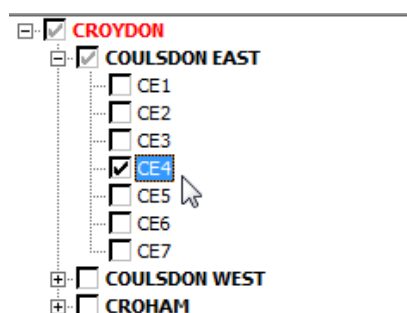 CROYDON
COULSDON EAST
CE1
CE2
CE3
CE4
CE5
CE6
CE7
COULSDON WEST
CROHAM